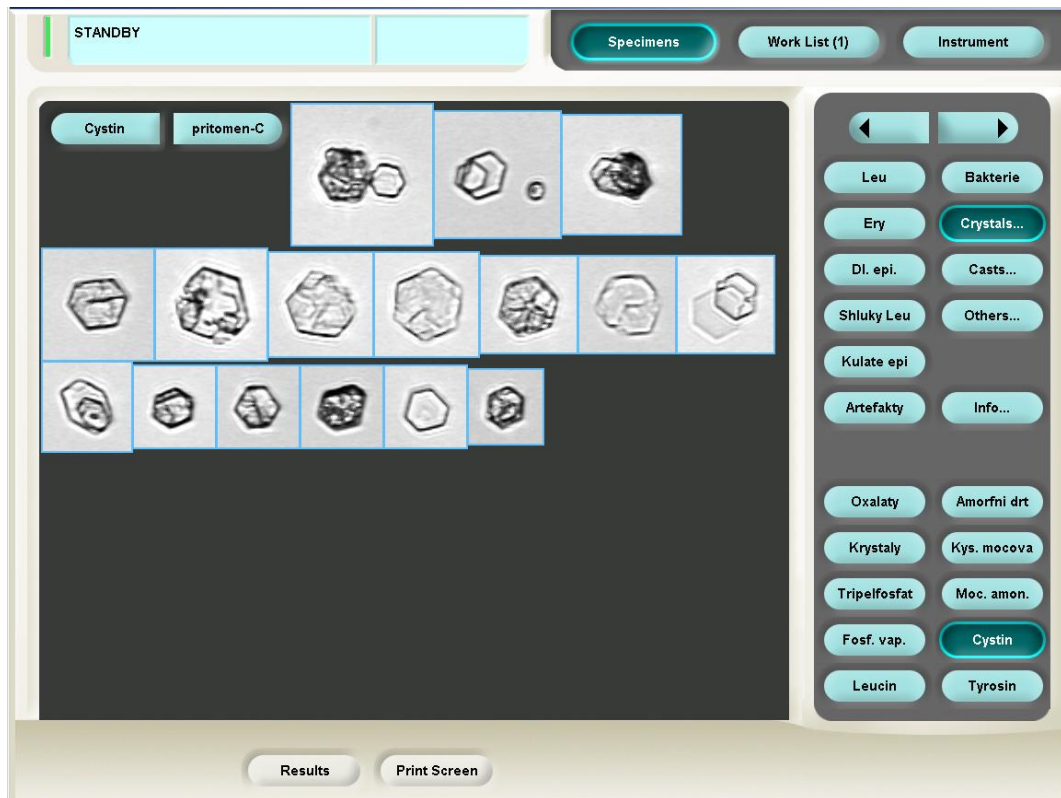 STANDBY
Specimens
Work List (1)
Instrument
Cystin
pritomen-C
Leu
Bakterie
Ery
Crystals...
Dl. epi.
Casts...
Shluky Leu
Others...
Kulate epi
Artefakty
Info...
Oxalaty
Amorfni drt
Krystaly
Kys. mocova
Tripelfosfat
Moc. amon.
Fosf. vap.
Cystin
Leucin
Tyrosin
Results
Print Screen